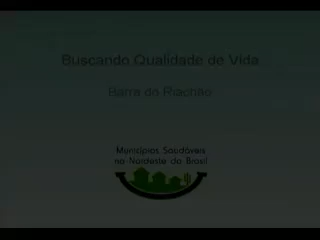 Buscando Qualidade de Vida
Barra do Riachão
Municípios Saudáveis
no Nordeste do Brasil